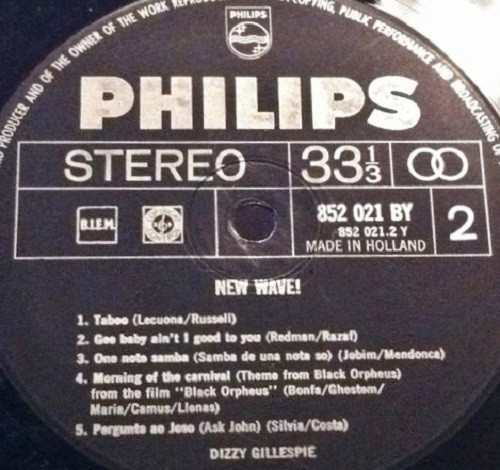 PRODUCER AND OF THE OWNER OF THE WORK REPRODU
COPYING, PUBLIC PERFORMANCE AND BROADCASTING OF
PHILIPS
PHILIPS
STEREO
33 1/3
B.I.E.M.
852 021 BY
852 021.2 Y
MADE IN HOLLAND
2
NEW WAVE!
1. Taboo (Lecuona/Russell)
2. Gee baby ain't I good to you (Redman/Razaf)
3. One note samba (Samba de una nota so) (Jobim/Mendonca)
4. Morning of the carnival (Theme from Black Orpheus)
from the film "Black Orpheus" (Bonfa/Ghestem/
Maria/Camus/Llenas)
5. Pergunte ao Joao (Ask John) (Silvia/Costa)
DIZZY GILLESPIE